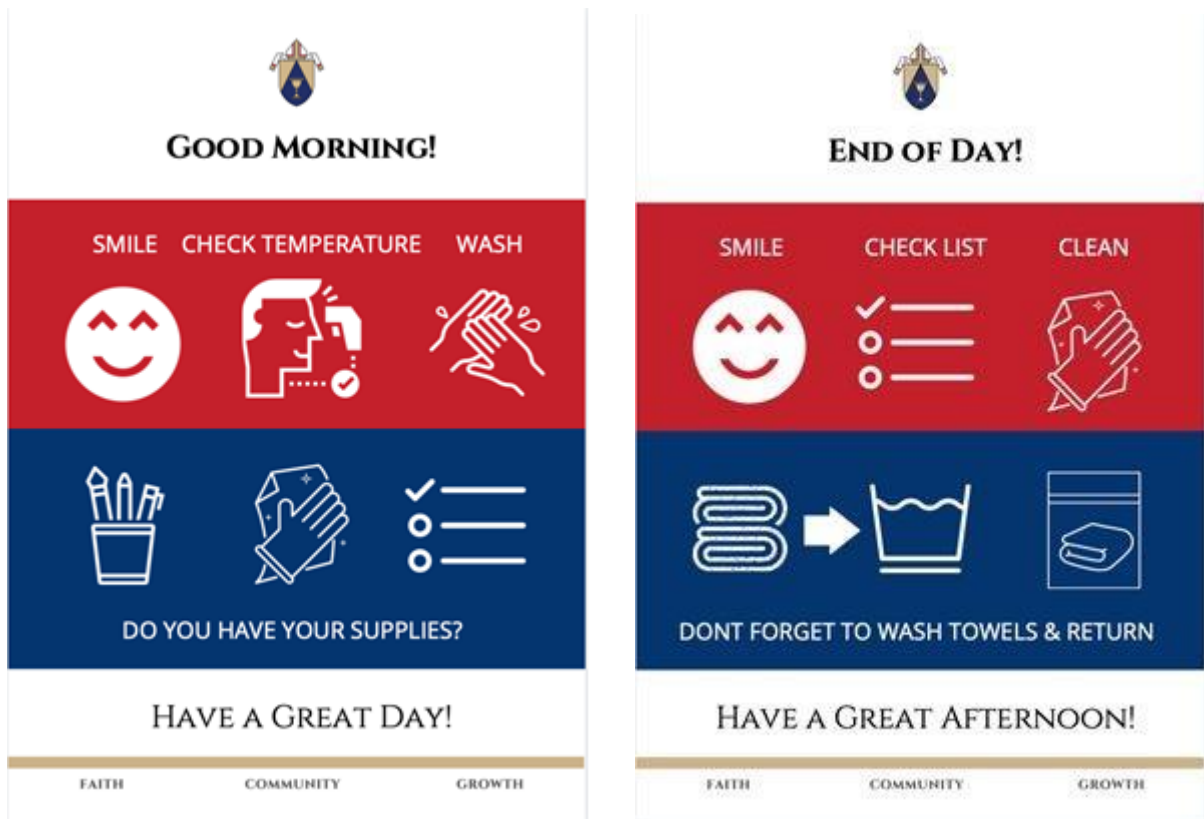 GOOD MORNING!
SMILE CHECK TEMPERATURE WASH
DO YOU HAVE YOUR SUPPLIES?
HAVE A GREAT DAY!
FAITH COMMUNITY GROWTH
END OF DAY!
SMILE CHECK LIST CLEAN
DONT FORGET TO WASH TOWELS & RETURN
HAVE A GREAT AFTERNOON!
FAITH COMMUNITY GROWTH